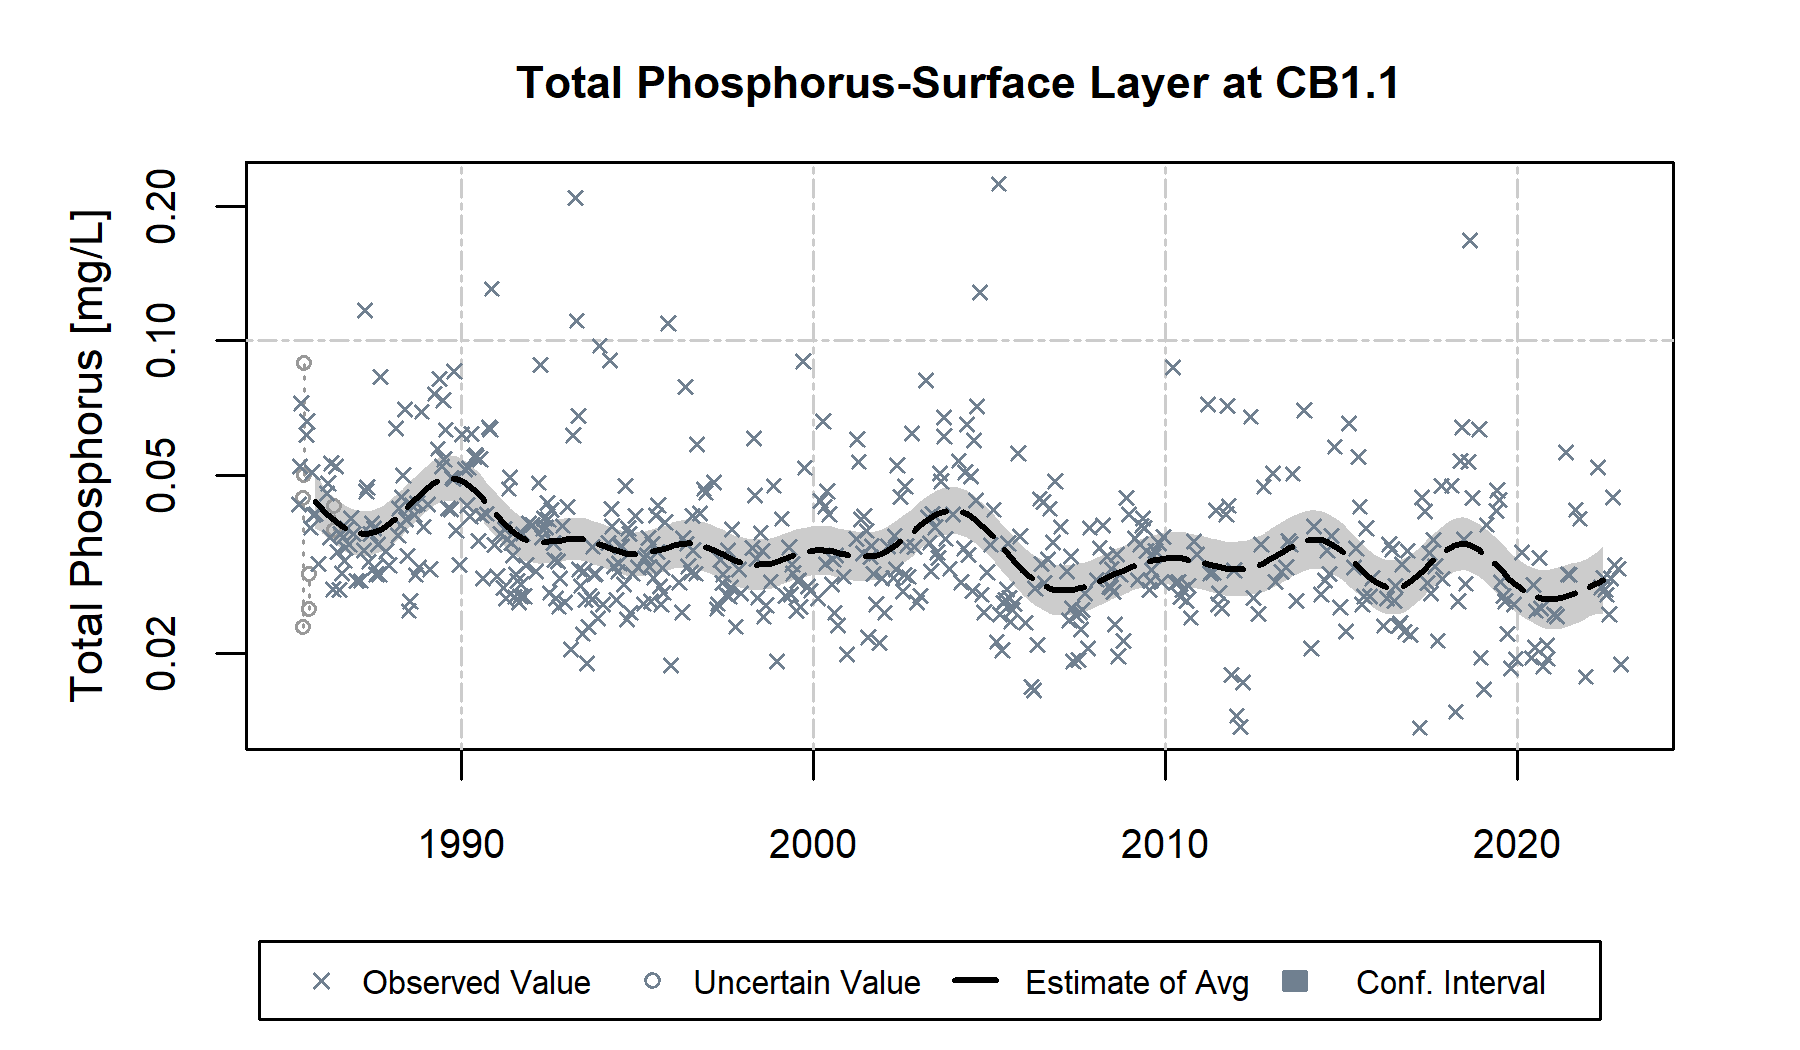 Total Phosphorus-Surface Layer at CB1.1
Total Phosphorus [mg/L]
0.20
0.10
0.05
0.02
1990 2000 2010 2020
Observed Value Uncertain Value Estimate of Avg Conf. Interval